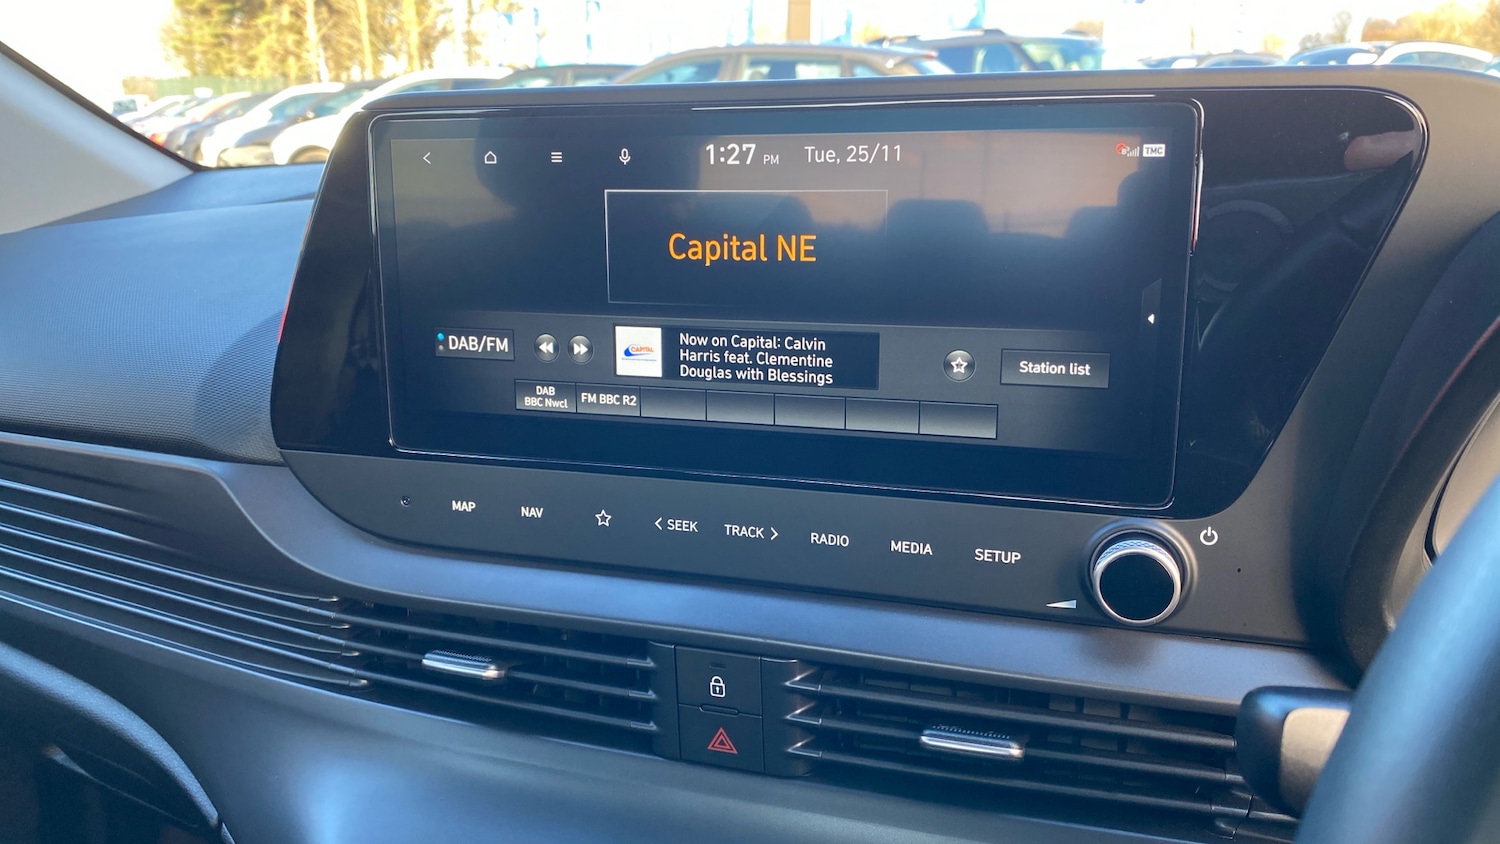 1:27 PM Tue, 25/11
TMC
Capital NE
DAB/FM
CAPITAL
Now on Capital: Calvin
Harris feat. Clementine
Douglas with Blessings
Station list
DAB
BBC Nwcl
FM BBC R2
MAP
NAV
SEEK
TRACK
RADIO
MEDIA
SETUP